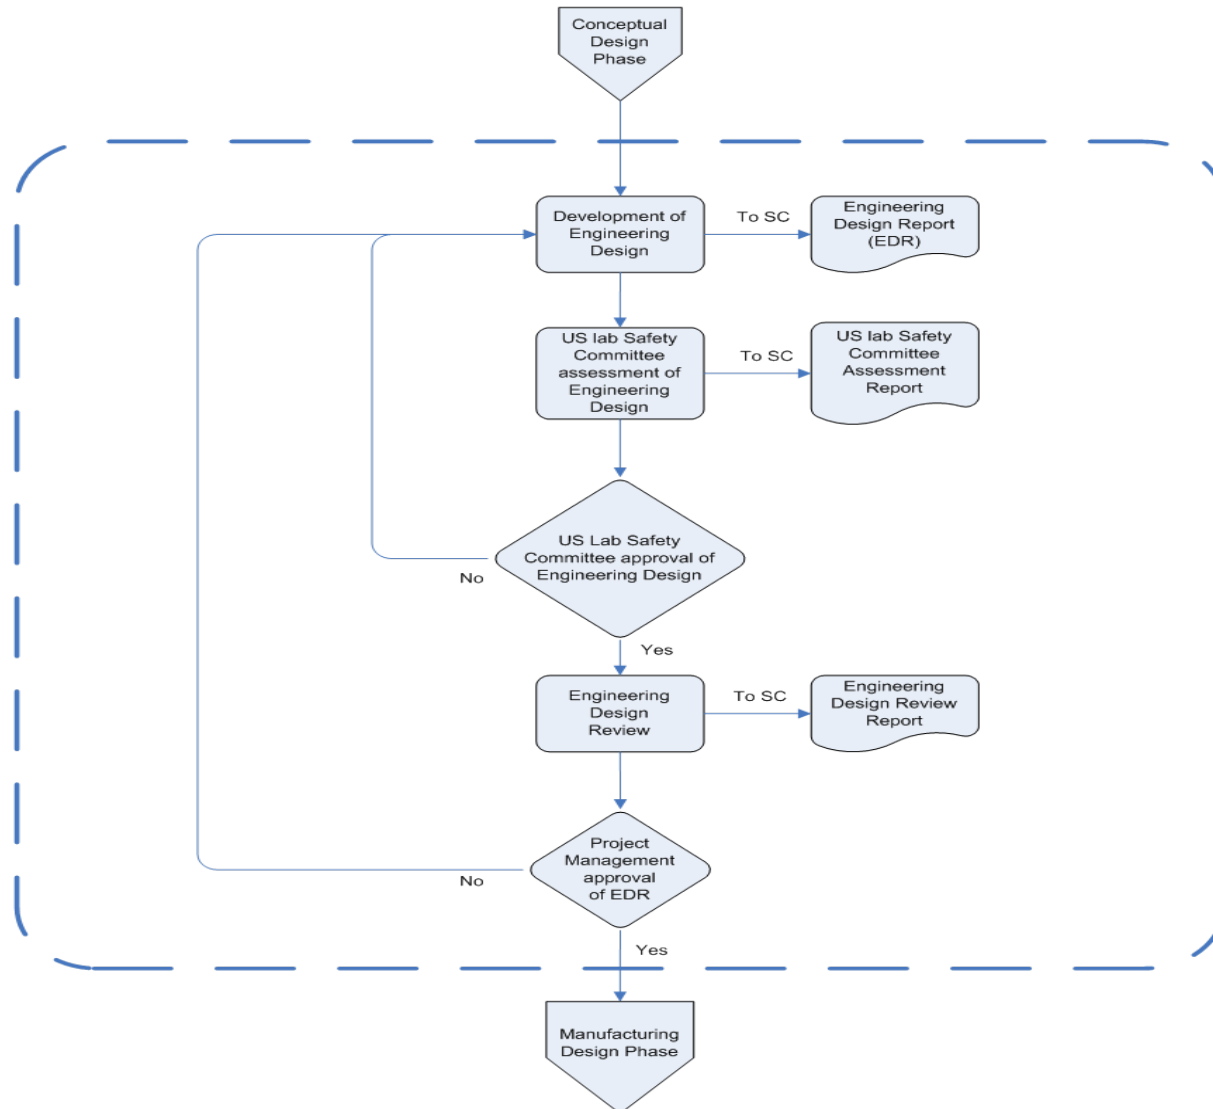 Conceptual
Design
Phase
Development of
Engineering
Design
To SC
Engineering
Design Report
(EDR)
US lab Safety
Committee
assessment of
Engineering
Design
To SC
US lab Safety
Committee
Assessment
Report
US Lab Safety
Committee approval of
Engineering Design
No
Yes
Engineering
Design
Review
To SC
Engineering
Design Review
Report
Project
Management
approval
of EDR
No
Yes
Manufacturing
Design Phase